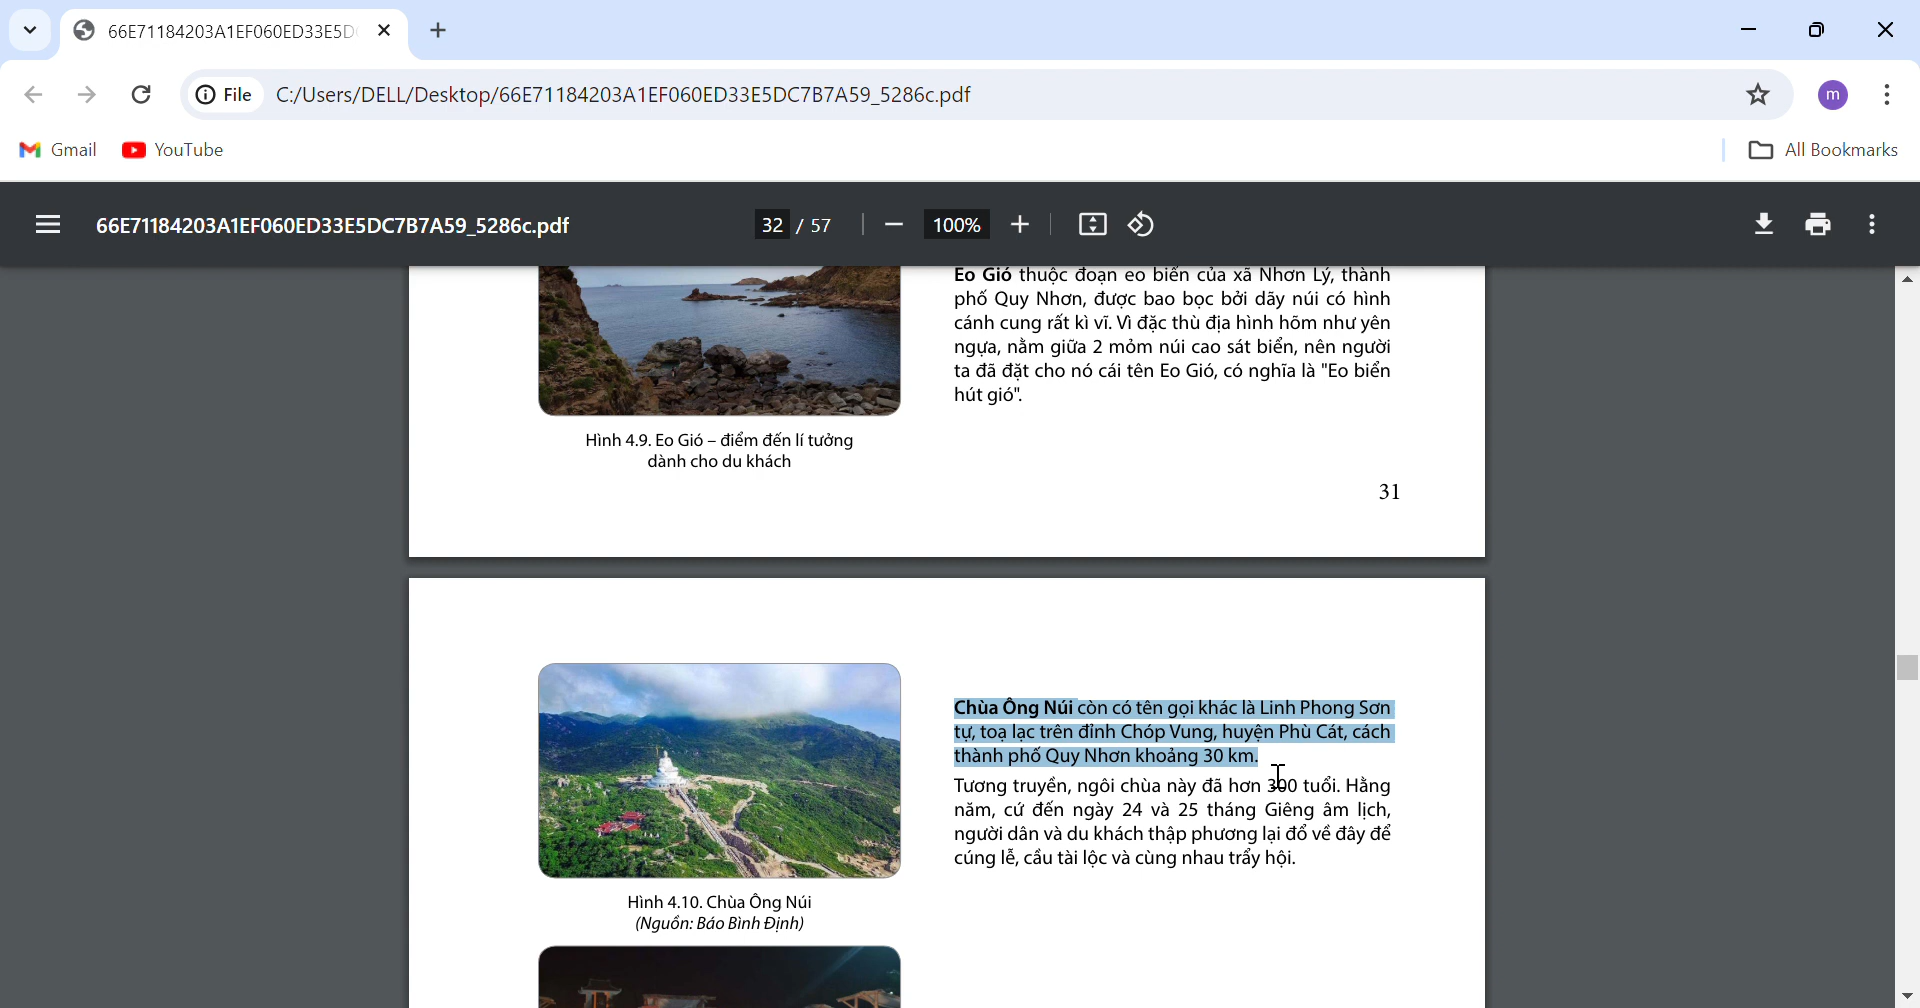 66E71184203A1EF060ED33E5D
File
C:/Users/DELL/Desktop/66E71184203A1EF060ED33E5DC7B7A59_5286c.pdf
m
Gmail
YouTube
All Bookmarks
66E71184203A1EF060ED33E5DC7B7A59_5286c.pdf
32 / 57
100%
Eo Gió thuộc đoạn eo biển của xã Nhơn Lý, thành
phố Quy Nhơn, được bao bọc bởi dãy núi có hình
cánh cung rất kì vĩ. Vì đặc thù địa hình hõm như yên
ngựa, nằm giữa 2 mỏm núi cao sát biển, nên người
ta đã đặt cho nó cái tên Eo Gió, có nghĩa là "Eo biển
hút gió".
Hình 4.9. Eo Gió – điểm đến lí tưởng
dành cho du khách
31
Chùa Ông Núi còn có tên gọi khác là Linh Phong Sơn
tự, toạ lạc trên đỉnh Chóp Vung, huyện Phù Cát, cách
thành phố Quy Nhơn khoảng 30 km.
Tương truyền, ngôi chùa này đã hơn 300 tuổi. Hằng
năm, cứ đến ngày 24 và 25 tháng Giêng âm lịch,
người dân và du khách thập phương lại đổ về đây để
cúng lễ, cầu tài lộc và cùng nhau trẩy hội.
Hình 4.10. Chùa Ông Núi
(Nguồn: Báo Bình Định)